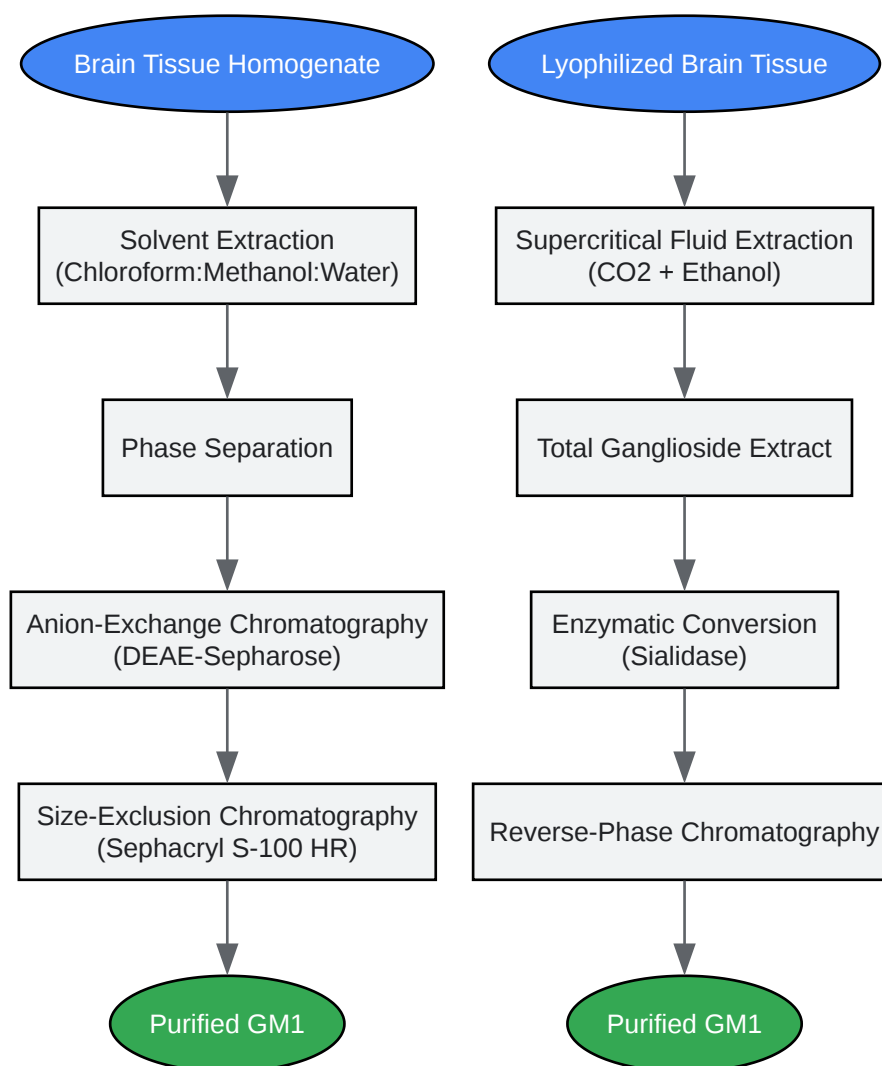 Brain Tissue Homogenate
Solvent Extraction
(Chloroform:Methanol:Water)
Phase Separation
Anion-Exchange Chromatography
(DEAE-Sepharose)
Size-Exclusion Chromatography
(Sephacryl S-100 HR)
Purified GM1
Lyophilized Brain Tissue
Supercritical Fluid Extraction
(CO2 + Ethanol)
Total Ganglioside Extract
Enzymatic Conversion
(Sialidase)
Reverse-Phase Chromatography
Purified GM1